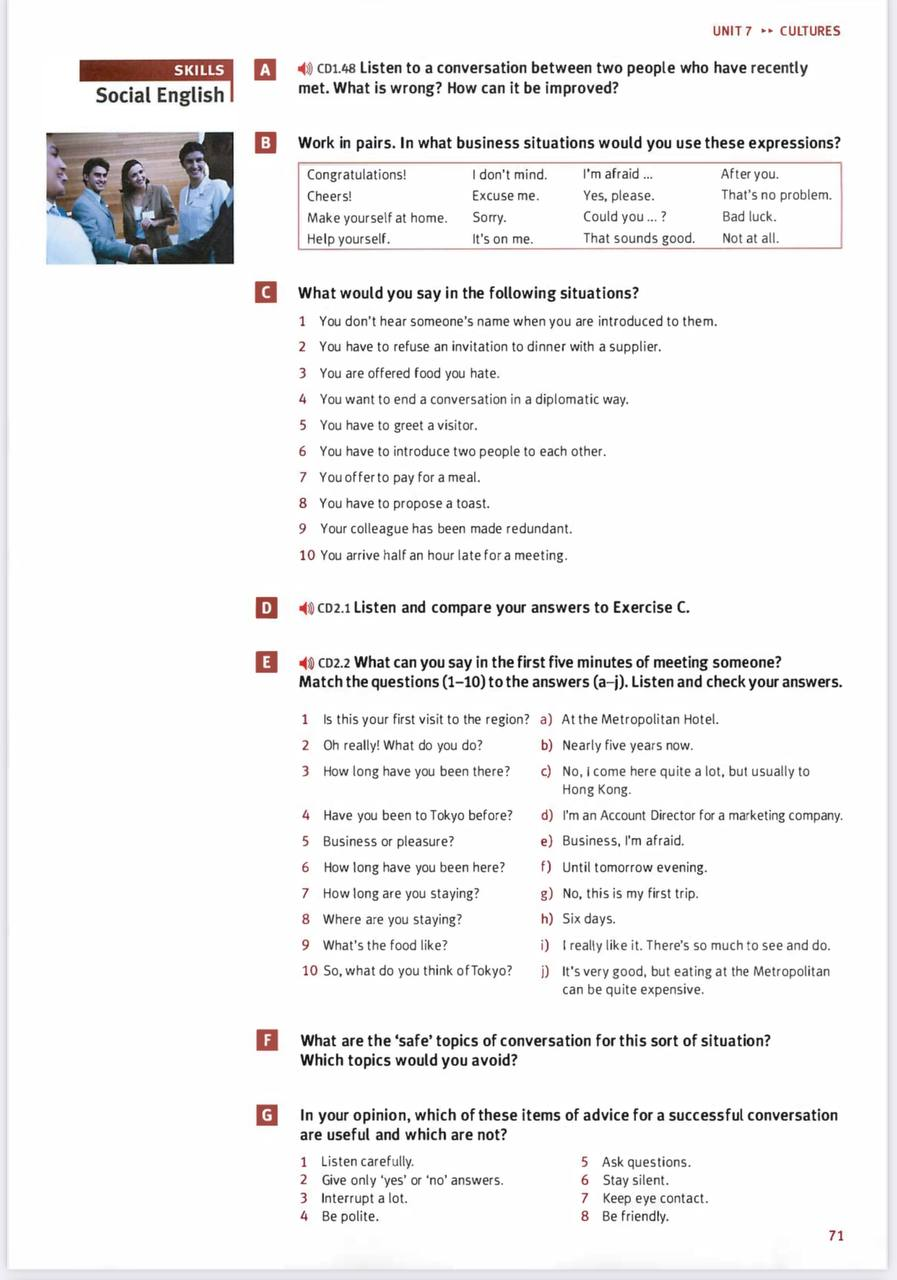 UNIT 7 ▸▸ CULTURES
SKILLS
Social English
A
CD1.48 Listen to a conversation between two people who have recently
met. What is wrong? How can it be improved?
B
Work in pairs. In what business situations would you use these expressions?
Congratulations! I don't mind. I'm afraid ... After you.
Cheers! Excuse me. Yes, please. That's no problem.
Make yourself at home. Sorry. Could you ... ? Bad luck.
Help yourself. It's on me. That sounds good. Not at all.
C
What would you say in the following situations?
1 You don't hear someone's name when you are introduced to them.
2 You have to refuse an invitation to dinner with a supplier.
3 You are offered food you hate.
4 You want to end a conversation in a diplomatic way.
5 You have to greet a visitor.
6 You have to introduce two people to each other.
7 You offer to pay for a meal.
8 You have to propose a toast.
9 Your colleague has been made redundant.
10 You arrive half an hour late for a meeting.
D
CD2.1 Listen and compare your answers to Exercise C.
E
CD2.2 What can you say in the first five minutes of meeting someone?
Match the questions (1–10) to the answers (a–j). Listen and check your answers.
1 Is this your first visit to the region? a) At the Metropolitan Hotel.
2 Oh really! What do you do? b) Nearly five years now.
3 How long have you been there? c) No, I come here quite a lot, but usually to
Hong Kong.
4 Have you been to Tokyo before? d) I'm an Account Director for a marketing company.
5 Business or pleasure? e) Business, I'm afraid.
6 How long have you been here? f) Until tomorrow evening.
7 How long are you staying? g) No, this is my first trip.
8 Where are you staying? h) Six days.
9 What's the food like? i) I really like it. There's so much to see and do.
10 So, what do you think of Tokyo? j) It's very good, but eating at the Metropolitan
can be quite expensive.
F
What are the 'safe' topics of conversation for this sort of situation?
Which topics would you avoid?
G
In your opinion, which of these items of advice for a successful conversation
are useful and which are not?
1 Listen carefully. 5 Ask questions.
2 Give only 'yes' or 'no' answers. 6 Stay silent.
3 Interrupt a lot. 7 Keep eye contact.
4 Be polite. 8 Be friendly.
71